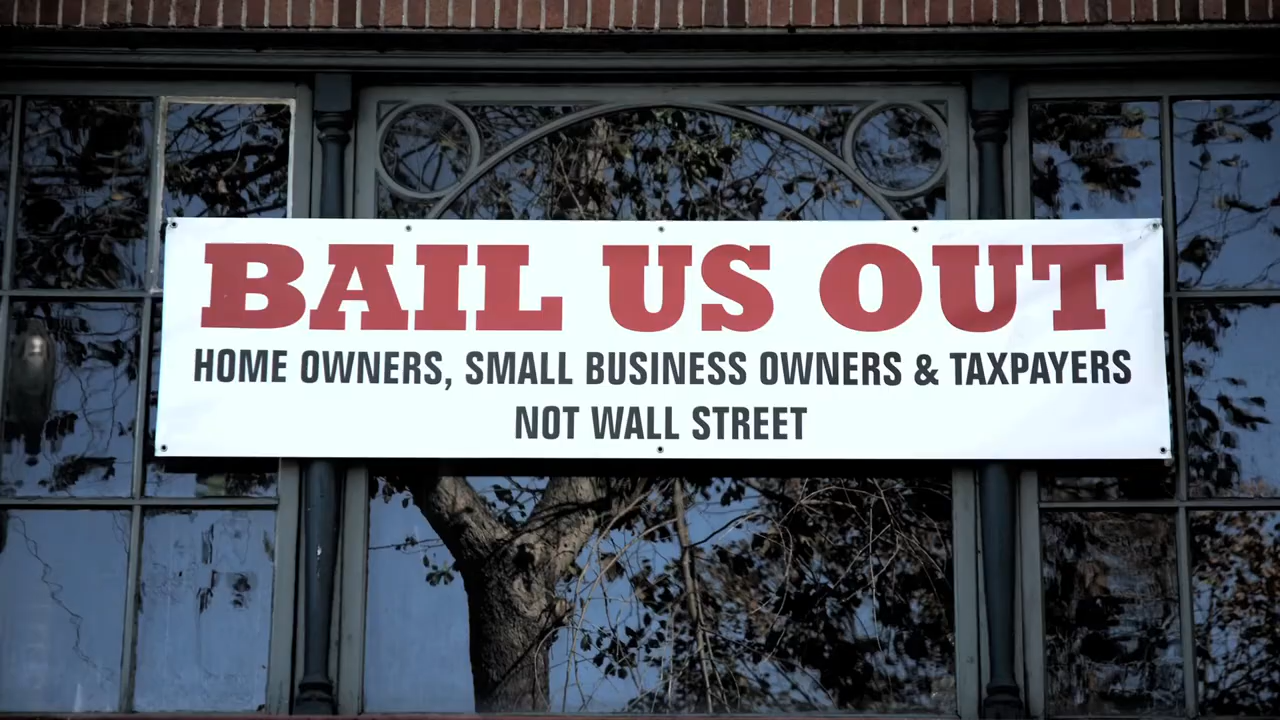 BAIL US OUT
HOME OWNERS, SMALL BUSINESS OWNERS & TAXPAYERS
NOT WALL STREET